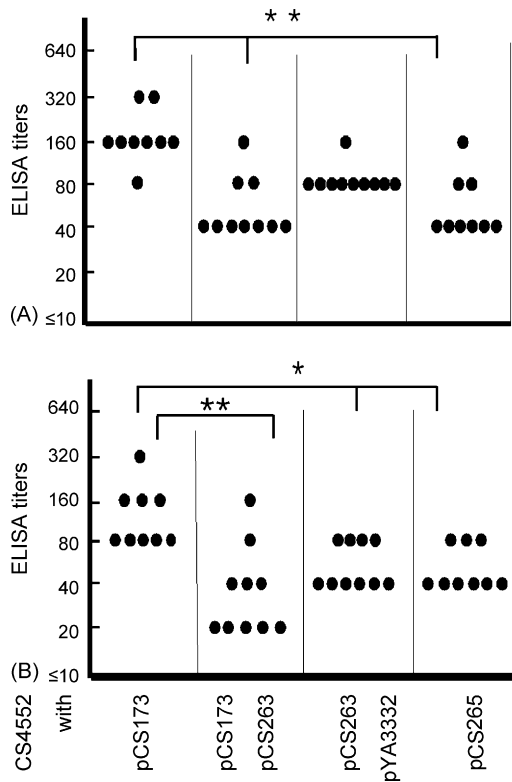 * *
640
320
160
80
40
20
≤10
ELISA titers
(A)
*
**
640
320
160
80
40
20
≤10
ELISA titers
(B)
CS4552
with
pCS173
pCS173
pCS263
pCS263
pYA3332
pCS265